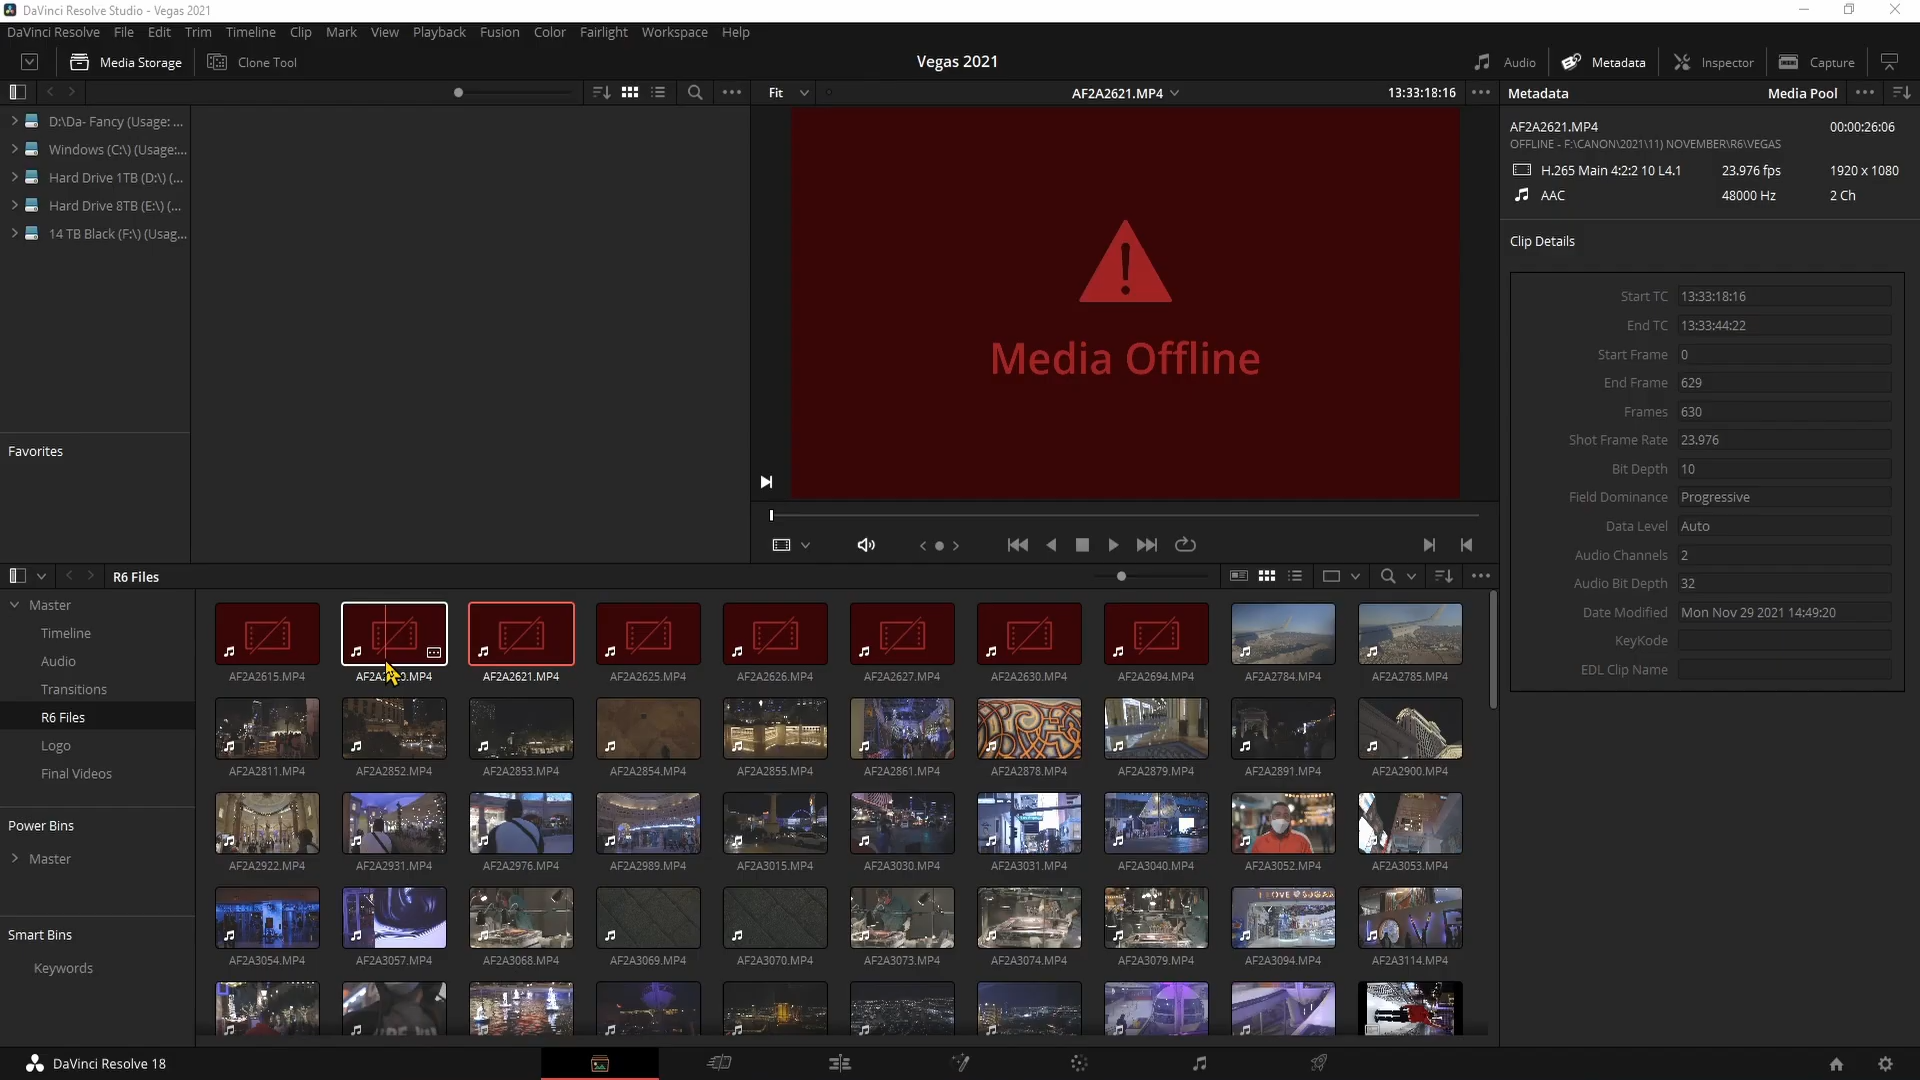 DaVinci Resolve Studio - Vegas 2021
DaVinci Resolve File Edit Trim Timeline Clip Mark View Playback Fusion Color Fairlight Workspace Help
Media Storage Clone Tool Vegas 2021 Audio Metadata Inspector Capture
Fit AF2A2621.MP4 13:33:18:16 Metadata Media Pool
D:\Da- Fancy (Usage: ...
Windows (C:\) (Usage:...
Hard Drive 1TB (D:\) (...
Hard Drive 8TB (E:\) (...
14 TB Black (F:\) (Usag...
Favorites
Media Offline
AF2A2621.MP4 00:00:26:06
OFFLINE - F:\CANON\2021\11) NOVEMBER\R6\VEGAS
H.265 Main 4:2:2 10 L4.1 23.976 fps 1920 x 1080
AAC 48000 Hz 2 Ch
Clip Details
Start TC 13:33:18:16
End TC 13:33:44:22
Start Frame 0
End Frame 629
Frames 630
Shot Frame Rate 23.976
Bit Depth 10
Field Dominance Progressive
Data Level Auto
Audio Channels 2
Audio Bit Depth 32
Date Modified Mon Nov 29 2021 14:49:20
KeyKode
EDL Clip Name
R6 Files
Master
Timeline
Audio
Transitions
R6 Files
Logo
Final Videos
Power Bins
Master
Smart Bins
Keywords
AF2A2615.MP4 AF2A2621.MP4 AF2A2625.MP4 AF2A2626.MP4 AF2A2627.MP4 AF2A2630.MP4 AF2A2694.MP4 AF2A2784.MP4 AF2A2785.MP4
AF2A2811.MP4 AF2A2852.MP4 AF2A2853.MP4 AF2A2854.MP4 AF2A2855.MP4 AF2A2861.MP4 AF2A2878.MP4 AF2A2879.MP4 AF2A2891.MP4 AF2A2900.MP4
AF2A2922.MP4 AF2A2931.MP4 AF2A2976.MP4 AF2A2989.MP4 AF2A3015.MP4 AF2A3030.MP4 AF2A3031.MP4 AF2A3040.MP4 AF2A3052.MP4 AF2A3053.MP4
AF2A3054.MP4 AF2A3057.MP4 AF2A3068.MP4 AF2A3069.MP4 AF2A3070.MP4 AF2A3073.MP4 AF2A3074.MP4 AF2A3079.MP4 AF2A3094.MP4 AF2A3114.MP4
DaVinci Resolve 18